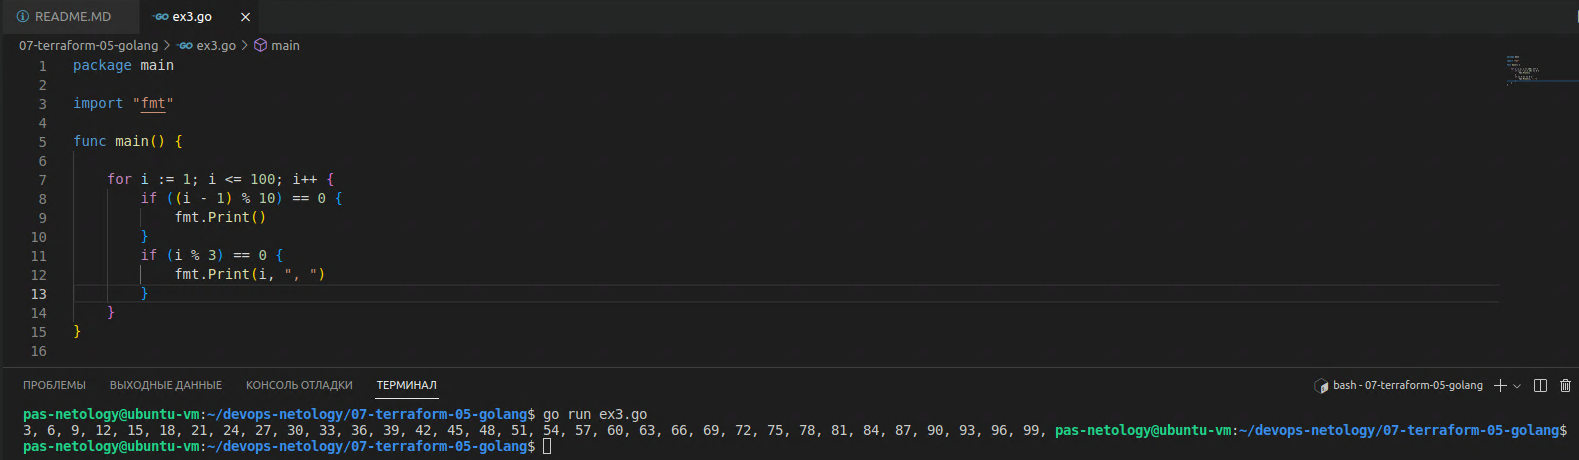 README.MD ex3.go
07-terraform-05-golang > ex3.go > main
1 package main
2
3 import "fmt"
4
5 func main() {
6
7 for i := 1; i <= 100; i++ {
8 if ((i - 1) % 10) == 0 {
9 fmt.Print()
10 }
11 if (i % 3) == 0 {
12 fmt.Print(i, ", ")
13 }
14 }
15 }
16
ПРОБЛЕМЫ ВЫХОДНЫЕ ДАННЫЕ КОНСОЛЬ ОТЛАДКИ ТЕРМИНАЛ bash - 07-terraform-05-golang
pas-netology@ubuntu-vm:~/devops-netology/07-terraform-05-golang$ go run ex3.go
3, 6, 9, 12, 15, 18, 21, 24, 27, 30, 33, 36, 39, 42, 45, 48, 51, 54, 57, 60, 63, 66, 69, 72, 75, 78, 81, 84, 87, 90, 93, 96, 99, pas-netology@ubuntu-vm:~/devops-netology/07-terraform-05-golang$
pas-netology@ubuntu-vm:~/devops-netology/07-terraform-05-golang$